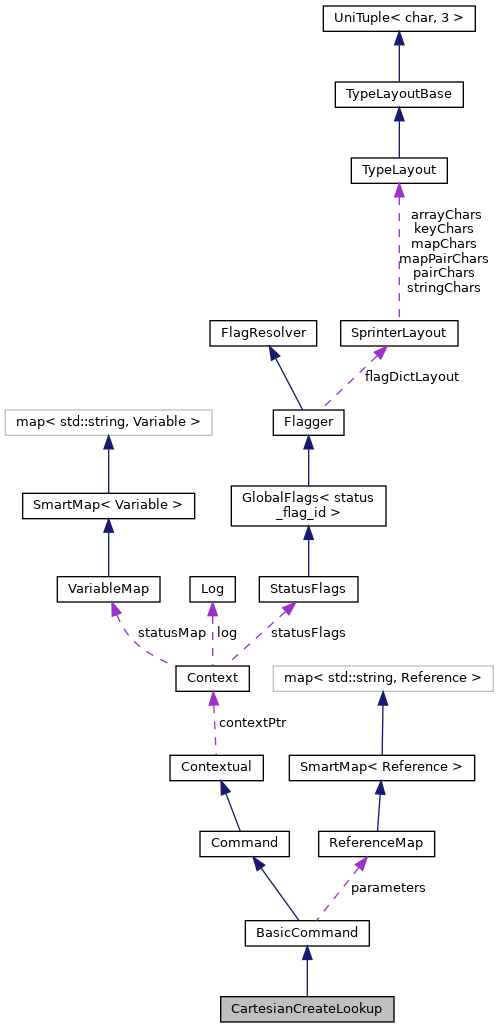 UniTuple< char, 3 >
TypeLayoutBase
TypeLayout
arrayChars
keyChars
mapChars
mapPairChars
pairChars
stringChars
FlagResolver
SprinterLayout
flagDictLayout
map< std::string, Variable >
Flagger
SmartMap< Variable >
GlobalFlags< status
_flag_id >
VariableMap
Log
StatusFlags
statusMap
log
statusFlags
Context
map< std::string, Reference >
contextPtr
Contextual
SmartMap< Reference >
Command
ReferenceMap
parameters
BasicCommand
CartesianCreateLookup